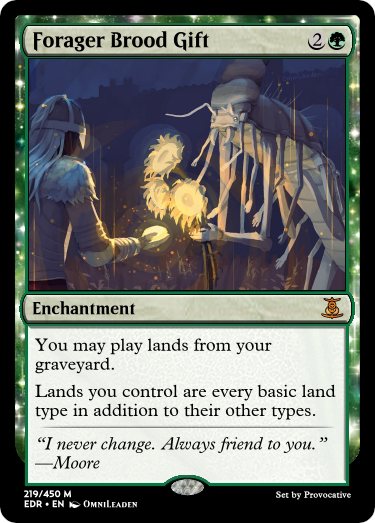 Forager Brood Gift 2
Enchantment
You may play lands from your
graveyard.
Lands you control are every basic land
type in addition to their other types.
“I never change. Always friend to you.”
—Moore
219/450 M
EDR • EN OmniLeaden
Set by Provocative